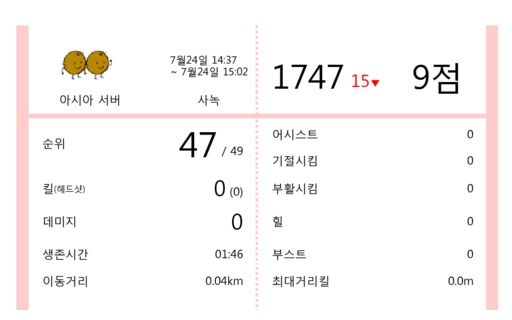 7월24일 14:37
~ 7월24일 15:02
아시아 서버 사녹
1747 15▼ 9점
순위 47 / 49
킬(헤드샷) 0 (0)
데미지 0
생존시간 01:46
이동거리 0.04km
어시스트 0
기절시킴 0
부활시킴 0
힐 0
부스트 0
최대거리킬 0.0m